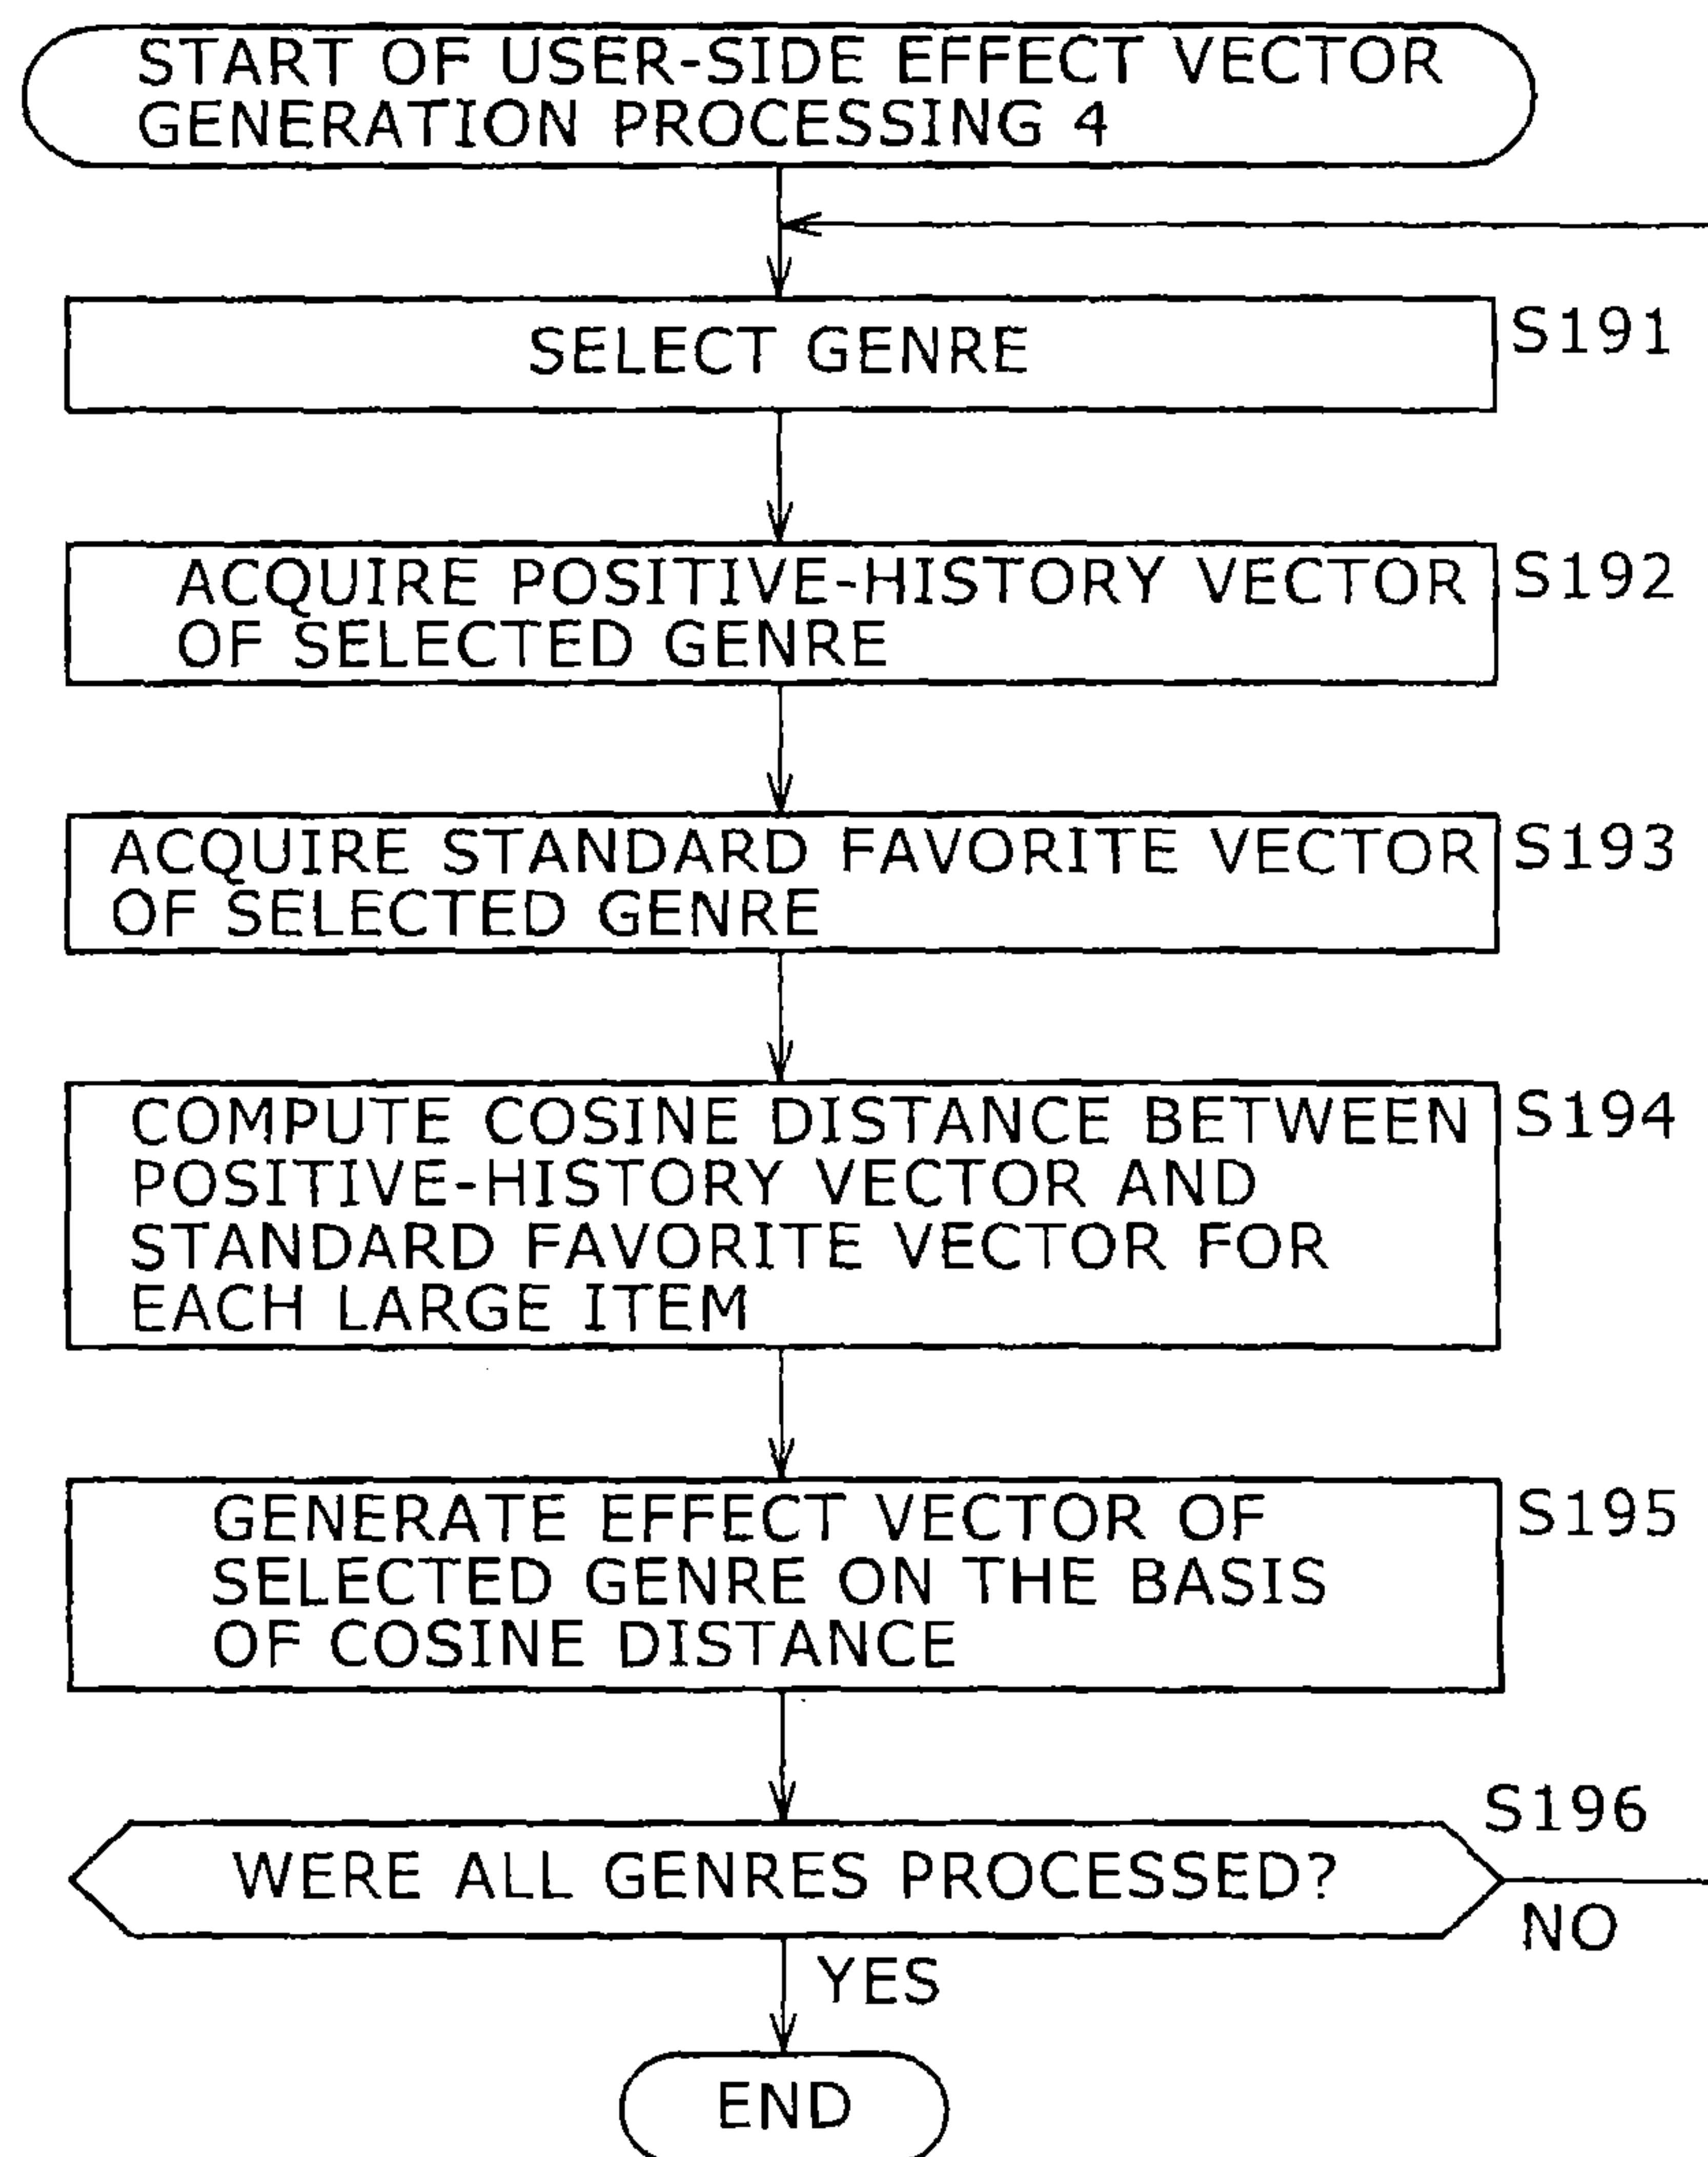 START OF USER-SIDE EFFECT VECTOR
GENERATION PROCESSING 4
SELECT GENRE
S191
ACQUIRE POSITIVE-HISTORY VECTOR
OF SELECTED GENRE
S192
ACQUIRE STANDARD FAVORITE VECTOR
OF SELECTED GENRE
S193
COMPUTE COSINE DISTANCE BETWEEN
POSITIVE-HISTORY VECTOR AND
STANDARD FAVORITE VECTOR FOR
EACH LARGE ITEM
S194
GENERATE EFFECT VECTOR OF
SELECTED GENRE ON THE BASIS
OF COSINE DISTANCE
S195
S196
WERE ALL GENRES PROCESSED?
NO
YES
END